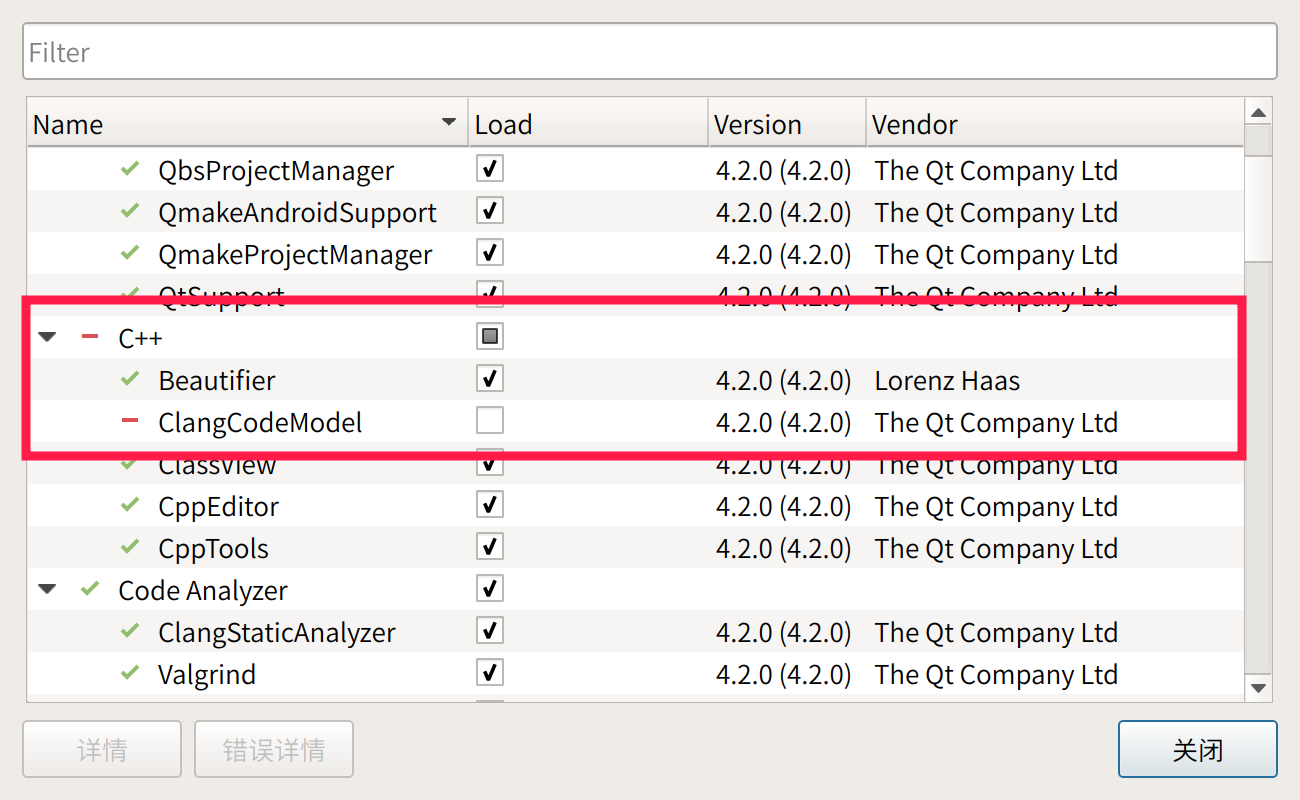 Filter
Name Load Version Vendor
QbsProjectManager 4.2.0 (4.2.0) The Qt Company Ltd
QmakeAndroidSupport 4.2.0 (4.2.0) The Qt Company Ltd
QmakeProjectManager 4.2.0 (4.2.0) The Qt Company Ltd
QtSupport 4.2.0 (4.2.0) The Qt Company Ltd
C++
Beautifier 4.2.0 (4.2.0) Lorenz Haas
ClangCodeModel 4.2.0 (4.2.0) The Qt Company Ltd
ClassView 4.2.0 (4.2.0) The Qt Company Ltd
CppEditor 4.2.0 (4.2.0) The Qt Company Ltd
CppTools 4.2.0 (4.2.0) The Qt Company Ltd
Code Analyzer
ClangStaticAnalyzer 4.2.0 (4.2.0) The Qt Company Ltd
Valgrind 4.2.0 (4.2.0) The Qt Company Ltd
详情 错误详情 关闭